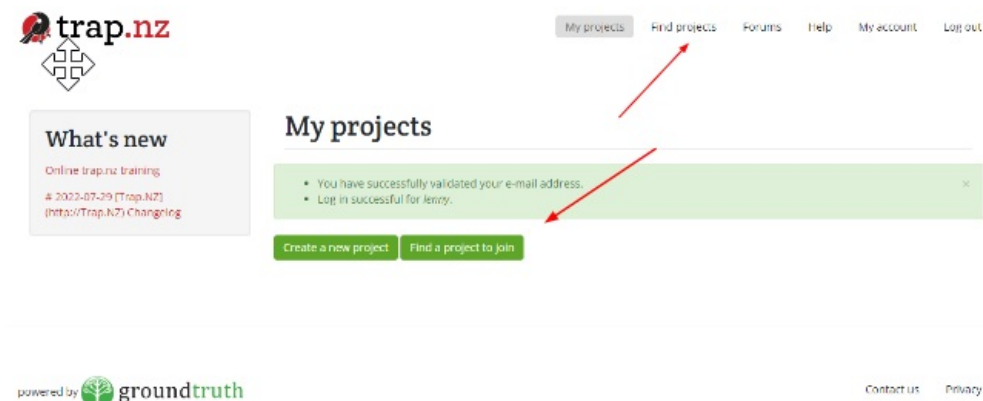 trap.nz
My projects Find projects Forums Help My account Log out
What's new
Online trap.nz training
# 2022-07-29 [Trap.NZ]
(http://Trap.NZ) Changelog
My projects
You have successfully validated your e-mail address.
Log in successful for lenny.
×
Create a new project Find a project to join
powered by groundtruth
Contact us Privacy